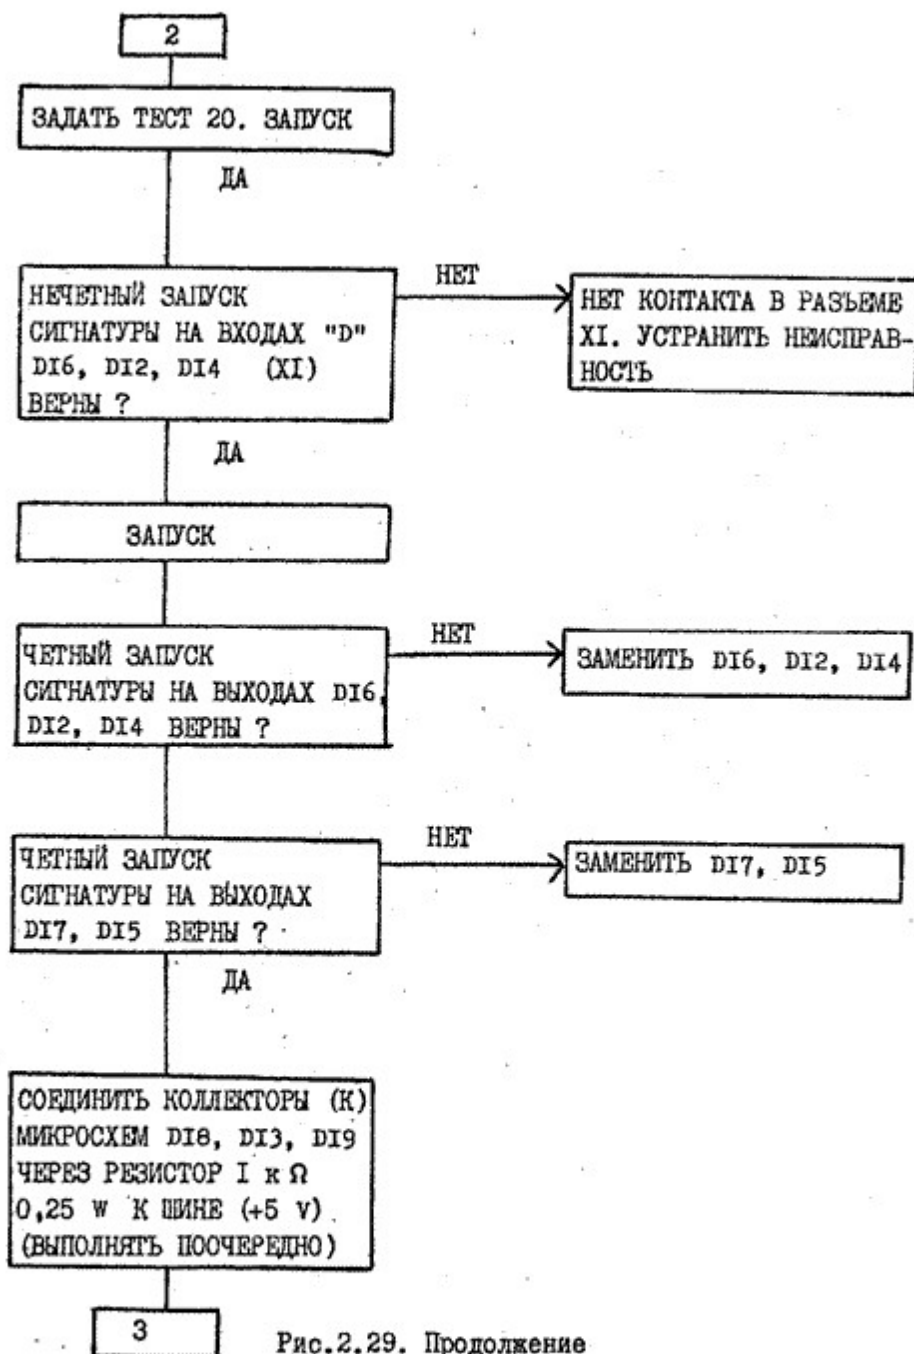 2
ЗАДАТЬ ТЕСТ 20. ЗАПУСК
ДА
НЕЧЕТНЫЙ ЗАПУСК
СИГНАТУРЫ НА ВХОДАХ "D"
DI6, DI2, DI4 (XI)
ВЕРНЫ ?
НЕТ
НЕТ КОНТАКТА В РАЗЪЕМЕ
XI. УСТРАНИТЬ НЕИСПРАВ-
НОСТЬ
ДА
ЗАПУСК
ЧЕТНЫЙ ЗАПУСК
СИГНАТУРЫ НА ВЫХОДАХ DI6,
DI2, DI4 ВЕРНЫ ?
НЕТ
ЗАМЕНИТЬ DI6, DI2, DI4
ЧЕТНЫЙ ЗАПУСК
СИГНАТУРЫ НА ВЫХОДАХ
DI7, DI5 ВЕРНЫ ?
НЕТ
ЗАМЕНИТЬ DI7, DI5
ДА
СОЕДИНИТЬ КОЛЛЕКТОРЫ (К)
МИКРОСХЕМ DI8, DI3, DI9
ЧЕРЕЗ РЕЗИСТОР I к Ω
0,25 W К ШИНЕ (+5 V)
(ВЫПОЛНЯТЬ ПООЧЕРЕДНО)
3
Рис.2.29. Продолжение